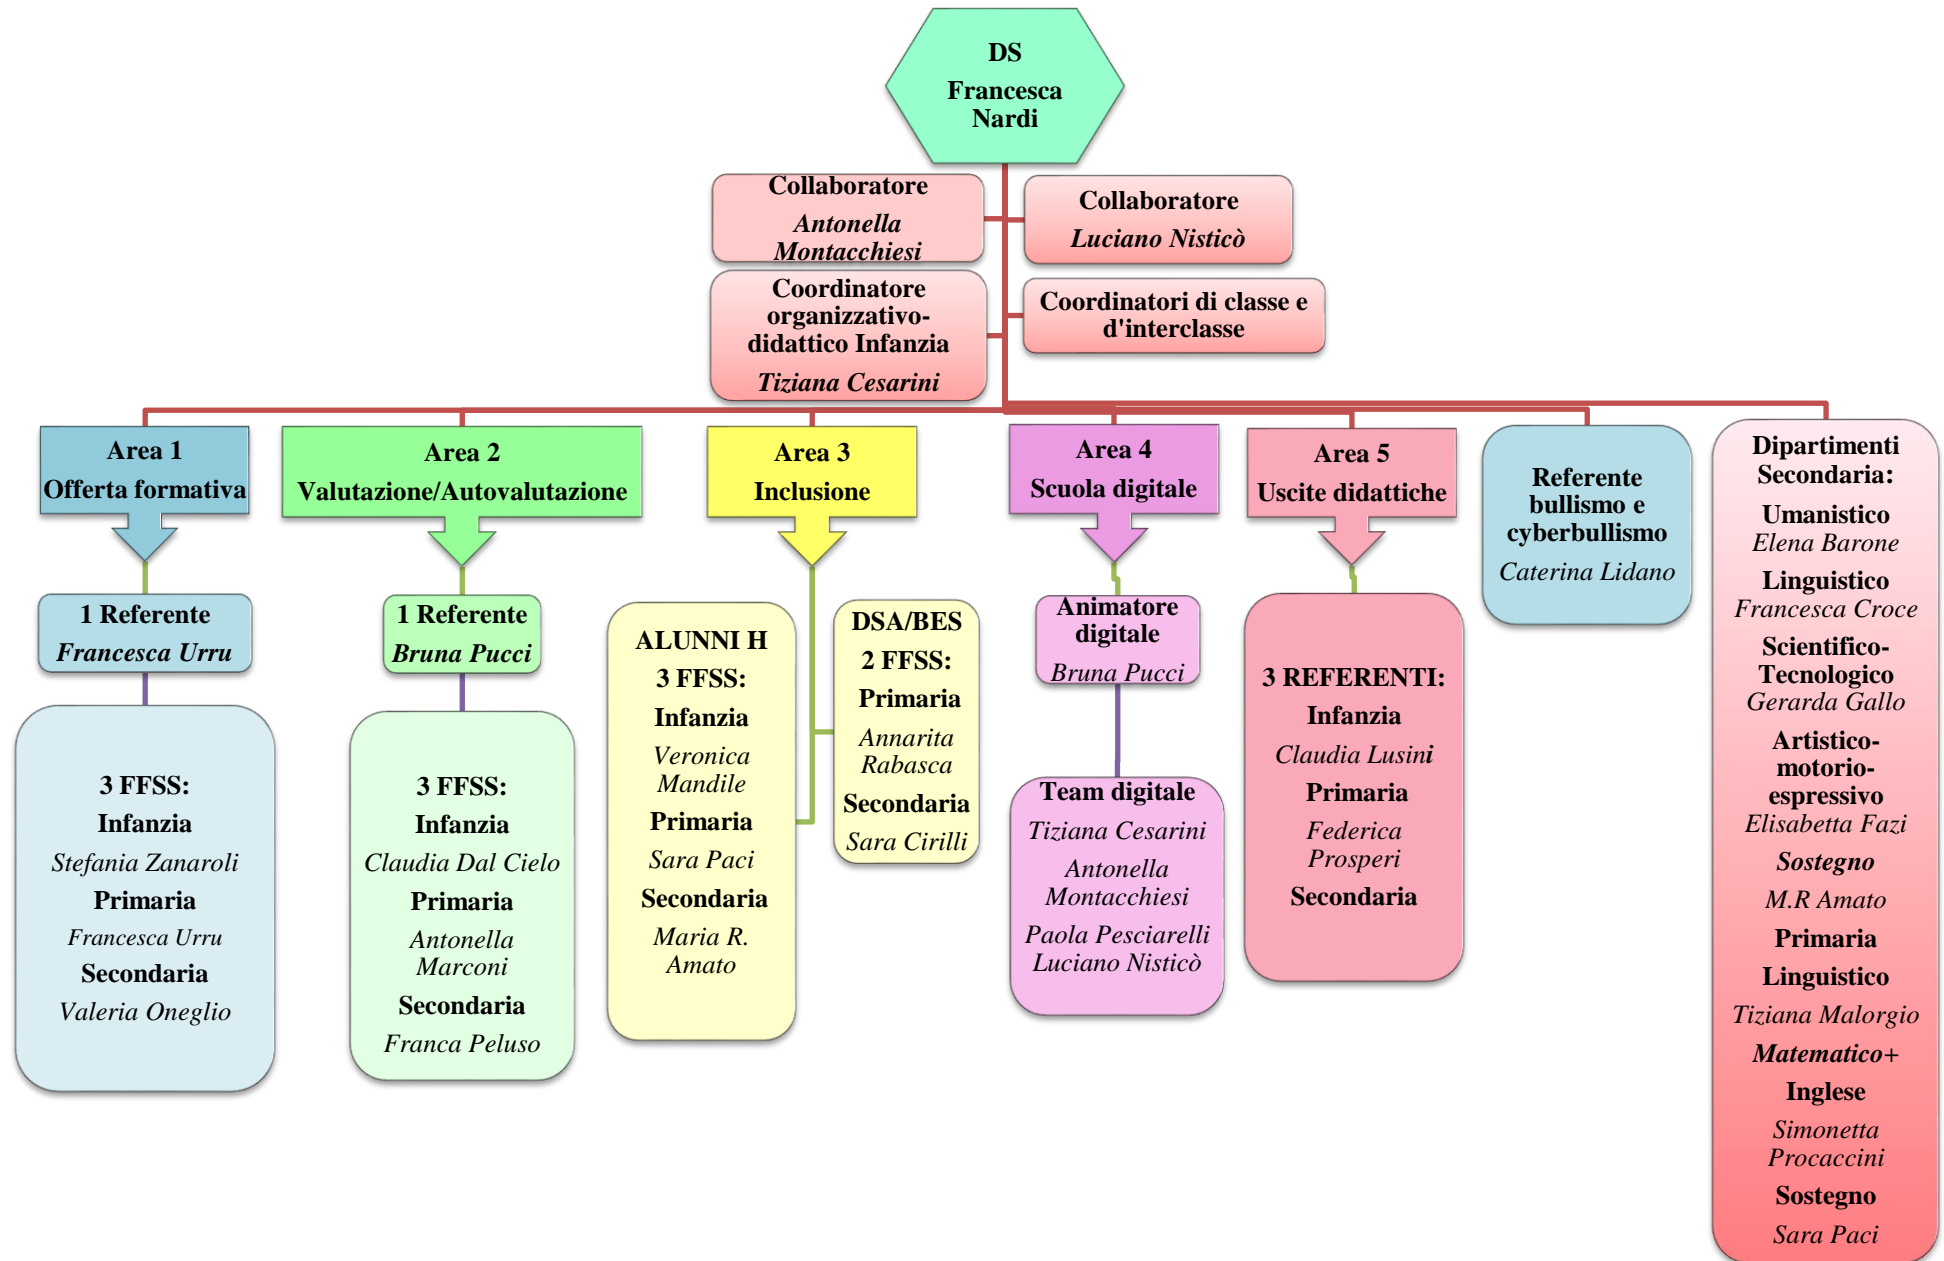 DS
Francesca
Nardi
Collaboratore
Antonella
Montacchiesi
Collaboratore
Luciano Nisticò
Coordinatore
organizzativo-
didattico Infanzia
Tiziana Cesarini
Coordinatori di classe e
d'interclasse
Area 1
Offerta formativa
1 Referente
Francesca Urru
3 FFSS:
Infanzia
Stefania Zanaroli
Primaria
Francesca Urru
Secondaria
Valeria Oneglio
Area 2
Valutazione/Autovalutazione
1 Referente
Bruna Pucci
3 FFSS:
Infanzia
Claudia Dal Cielo
Primaria
Antonella
Marconi
Secondaria
Franca Peluso
Area 3
Inclusione
ALUNNI H
3 FFSS:
Infanzia
Veronica
Mandile
Primaria
Sara Paci
Secondaria
Maria R.
Amato
DSA/BES
2 FFSS:
Primaria
Annarita
Rabasca
Secondaria
Sara Cirilli
Area 4
Scuola digitale
Animatore
digitale
Bruna Pucci
Team digitale
Tiziana Cesarini
Antonella
Montacchiesi
Paola Pesciarelli
Luciano Nisticò
Area 5
Uscite didattiche
3 REFERENTI:
Infanzia
Claudia Lusini
Primaria
Federica
Prosperi
Secondaria
Referente
bullismo e
cyberbullismo
Caterina Lidano
Dipartimenti
Secondaria:
Umanistico
Elena Barone
Linguistico
Francesca Croce
Scientifico-
Tecnologico
Gerarda Gallo
Artistico-
motorio-
espressivo
Elisabetta Fazi
Sostegno
M.R Amato
Primaria
Linguistico
Tiziana Malorgio
Matematico+
Inglese
Simonetta
Procaccini
Sostegno
Sara Paci